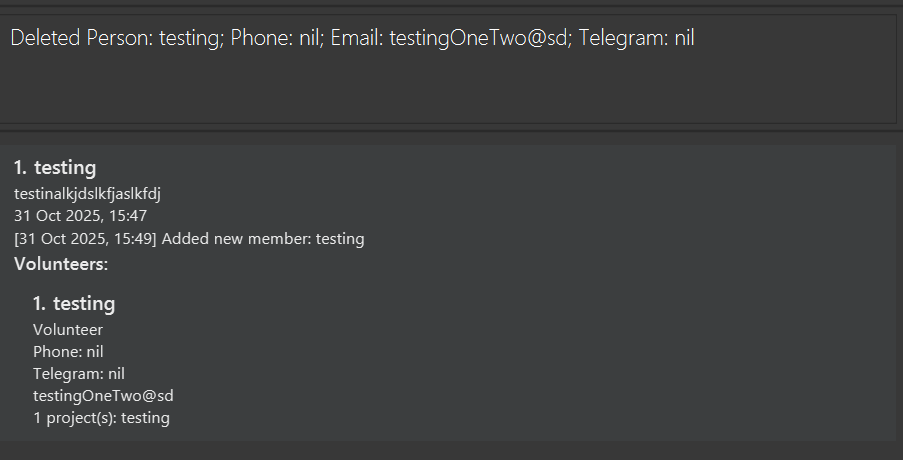 Deleted Person: testing; Phone: nil; Email: testingOneTwo@sd; Telegram: nil
1. testing
testinalkjdslkfjaslkfdj
31 Oct 2025, 15:47
[31 Oct 2025, 15:49] Added new member: testing
Volunteers:
1. testing
Volunteer
Phone: nil
Telegram: nil
testingOneTwo@sd
1 project(s): testing